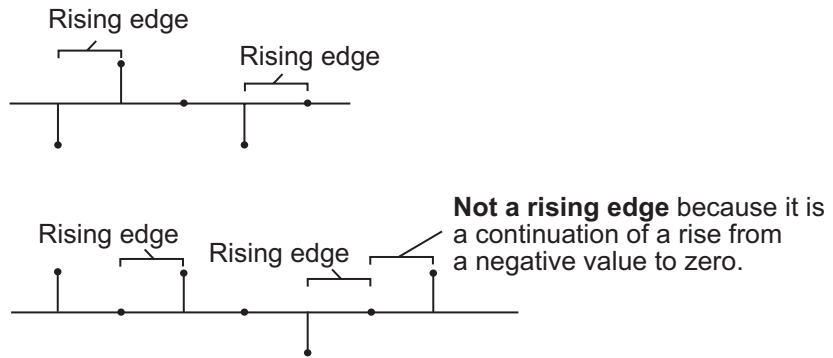 Rising edge
Rising edge
Not a rising edge because it is
a continuation of a rise from
a negative value to zero.
Rising edge
Rising edge